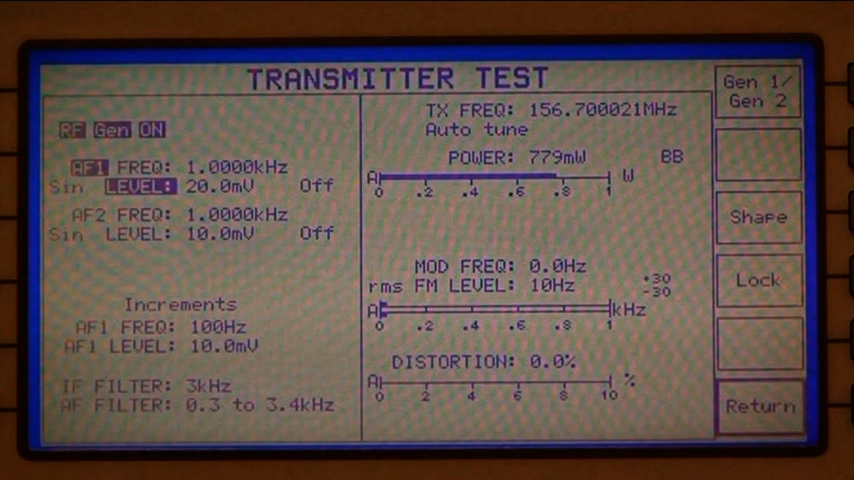 TRANSMITTER TEST
RF Gen ON
AF1 FREQ: 1.0000kHz
Sin LEVEL: 20.0mV Off
AF2 FREQ: 1.0000kHz
Sin LEVEL: 10.0mV Off
Increments
AF1 FREQ: 100Hz
AF1 LEVEL: 10.0mV
IF FILTER: 3kHz
AF FILTER: 0.3 to 3.4kHz
TX FREQ: 156.700021MHz
Auto tune
POWER: 779mW BB
A W
0 .2 .4 .6 .8 1
MOD FREQ: 0.0Hz
rms FM LEVEL: 10Hz
+30
-30
A kHz
0 .2 .4 .6 .8 1
DISTORTION: 0.0%
A %
0 2 4 6 8 10
Gen 1/
Gen 2
Shape
Lock
Return